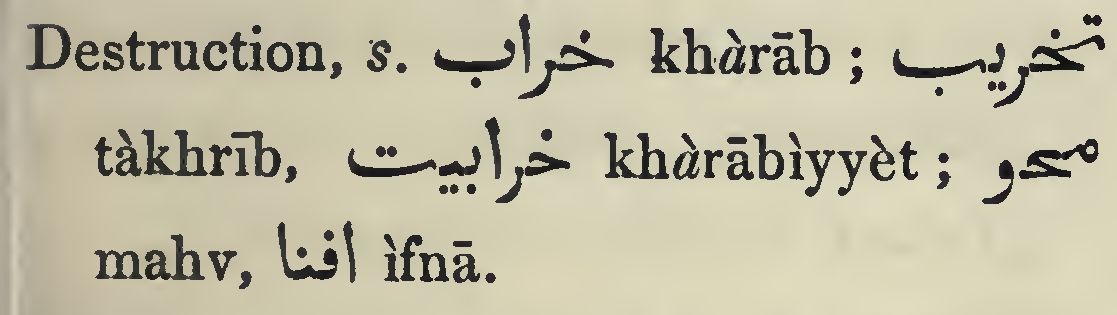 Destruction, s. خراب khàrāb ; تخریب
tàkhrīb, خرابیت khàrābìyyèt ; محو
mahv, افنا ìfnā.